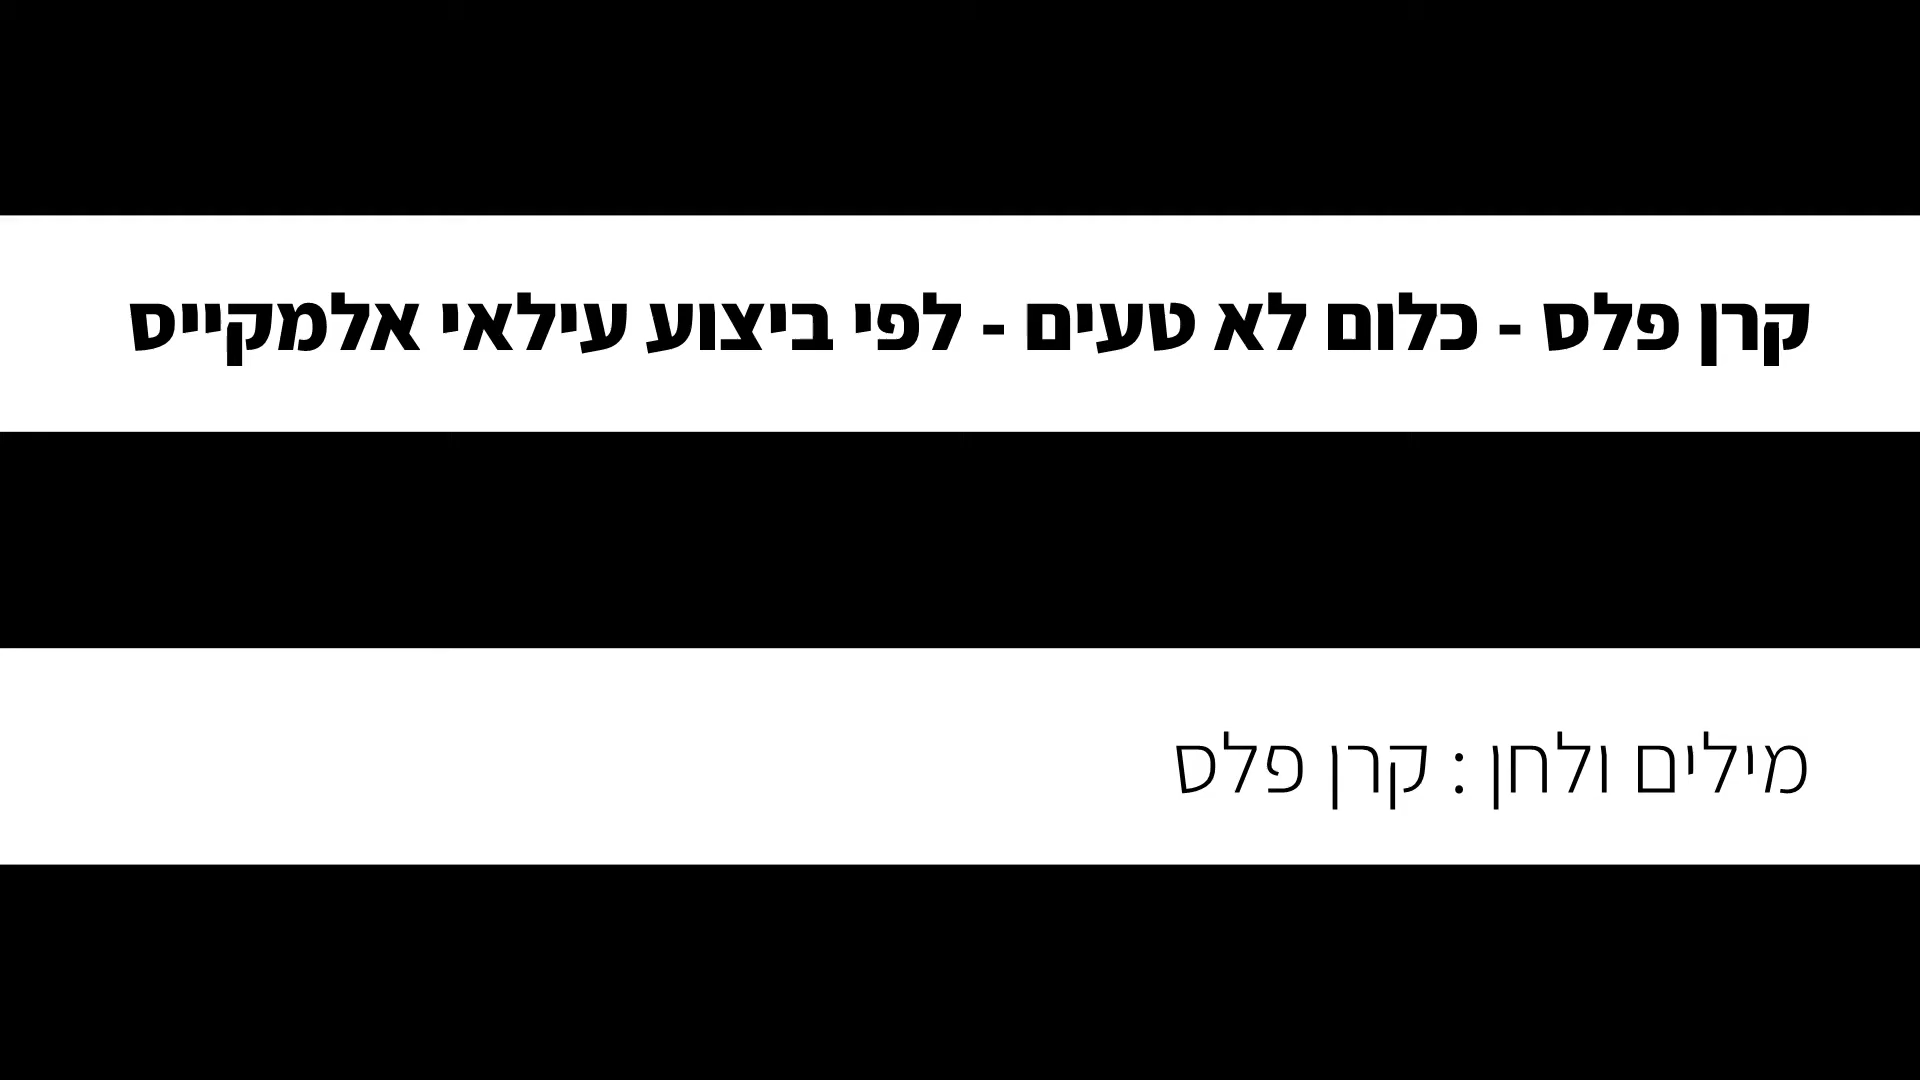 קרן פלס - כלום לא טעים - לפי ביצוע עילאי אלמקייס
מילים ולחן : קרן פלס